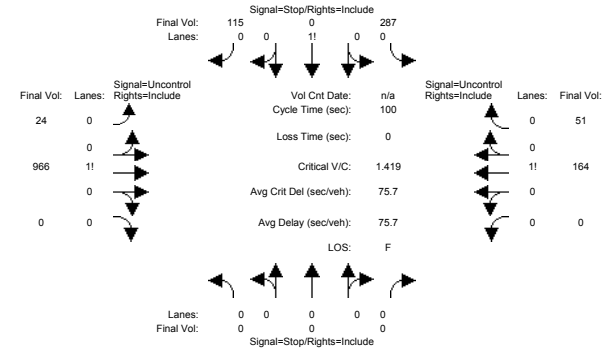 Signal=Stop/Rights=Include
Final Vol: 115 0 287
Lanes: 0 0 1! 0 0
Signal=Uncontrol Signal=Uncontrol
Final Vol: Lanes: Rights=Include Vol Cnt Date: n/a Rights=Include Lanes: Final Vol:
Cycle Time (sec): 100
24 0 0 51
Loss Time (sec): 0
0 0
966 1! Critical V/C: 1.419 1! 164
0 Avg Crit Del (sec/veh): 75.7 0
0 0 Avg Delay (sec/veh): 75.7 0 0
LOS: F
Lanes: 0 0 0 0 0
Final Vol: 0 0 0
Signal=Stop/Rights=Include